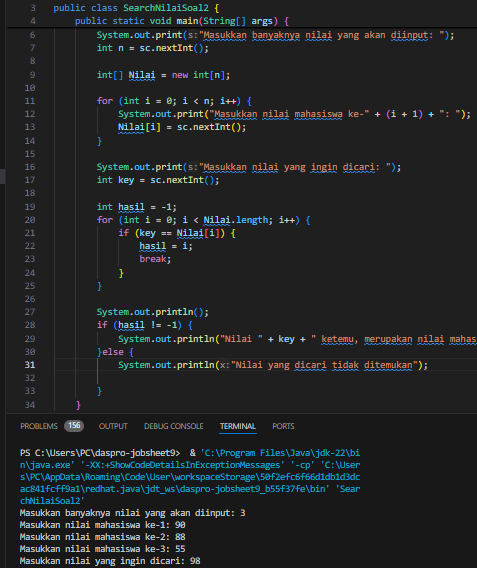 3 public class SearchNilaiSoal2 {
4 public static void main(String[] args) {
6 System.out.print(s:"Masukkan banyaknya nilai yang akan diinput: ");
7 int n = sc.nextInt();
8
9 int[] Nilai = new int[n];
10
11 for (int i = 0; i < n; i++) {
12 System.out.print("Masukkan nilai mahasiswa ke-" + (i + 1) + ": ");
13 Nilai[i] = sc.nextInt();
14 }
15
16 System.out.print(s:"Masukkan nilai yang ingin dicari: ");
17 int key = sc.nextInt();
18
19 int hasil = -1;
20 for (int i = 0; i < Nilai.length; i++) {
21 if (key == Nilai[i]) {
22 hasil = i;
23 break;
24 }
25 }
26
27 System.out.println();
28 if (hasil != -1) {
29 System.out.println("Nilai " + key + " ketemu, merupakan nilai mahas
30 }else {
31 System.out.println(x:"Nilai yang dicari tidak ditemukan");
32
33 }
34 }
PROBLEMS 156 OUTPUT DEBUG CONSOLE TERMINAL PORTS
PS C:\Users\PC\daspro-jobsheet9> & 'C:\Program Files\Java\jdk-22\bi
n\java.exe' '-XX:+ShowCodeDetailsInExceptionMessages' '-cp' 'C:\User
s\PC\AppData\Roaming\Code\User\workspaceStorage\50f2efc6f66d1db1d3dc
ac841fcff9a1\redhat.java\jdt_ws\daspro-jobsheet9_b55f37fe\bin' 'Sear
chNilaiSoal2'
Masukkan banyaknya nilai yang akan diinput: 3
Masukkan nilai mahasiswa ke-1: 90
Masukkan nilai mahasiswa ke-2: 88
Masukkan nilai mahasiswa ke-3: 55
Masukkan nilai yang ingin dicari: 98